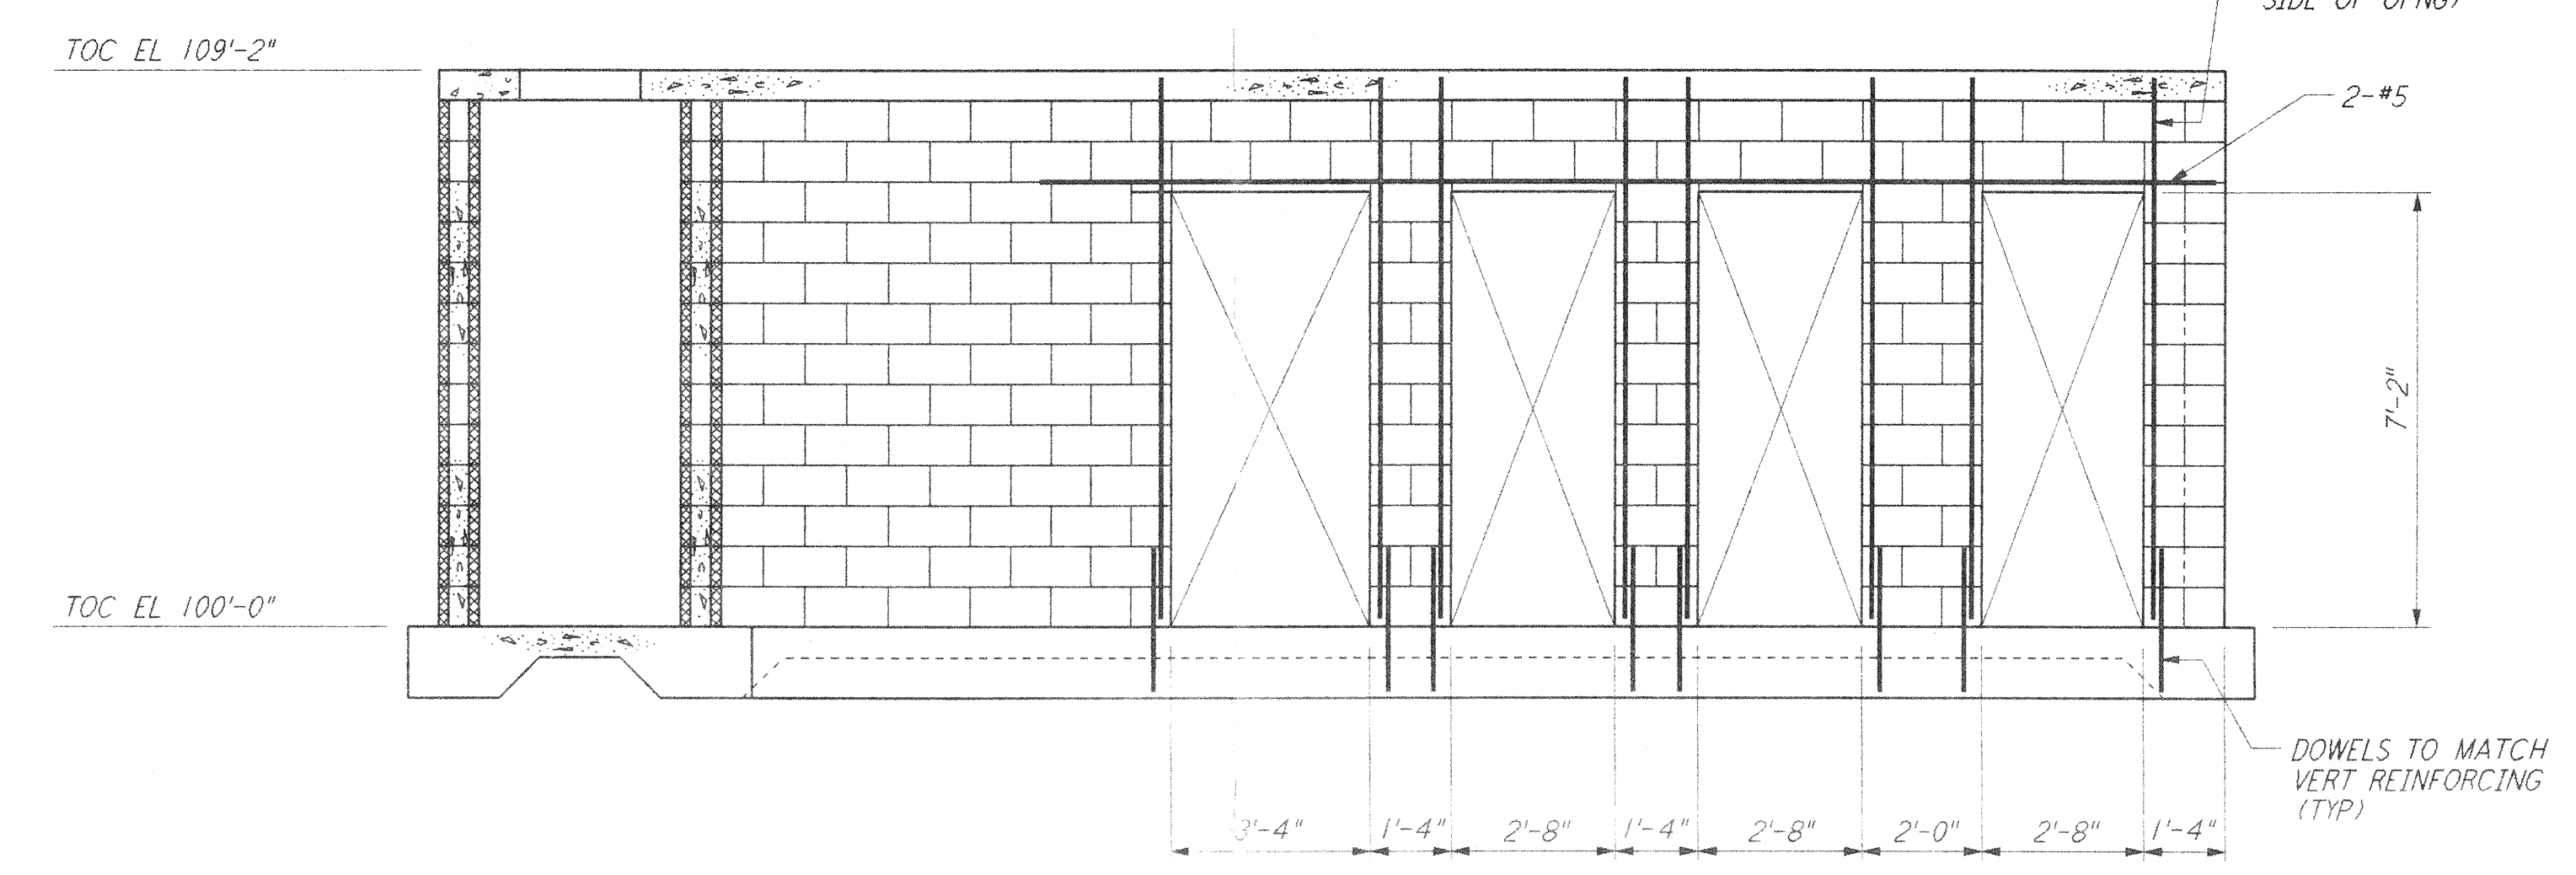 SIDE OF OPNG)
TOC EL 109'-2"
2-#5
7'-2"
TOC EL 100'-0"
DOWELS TO MATCH
VERT REINFORCING
(TYP)
3'-4" 1'-4" 2'-8" 1'-4" 2'-8" 2'-0" 2'-8" 1'-4"